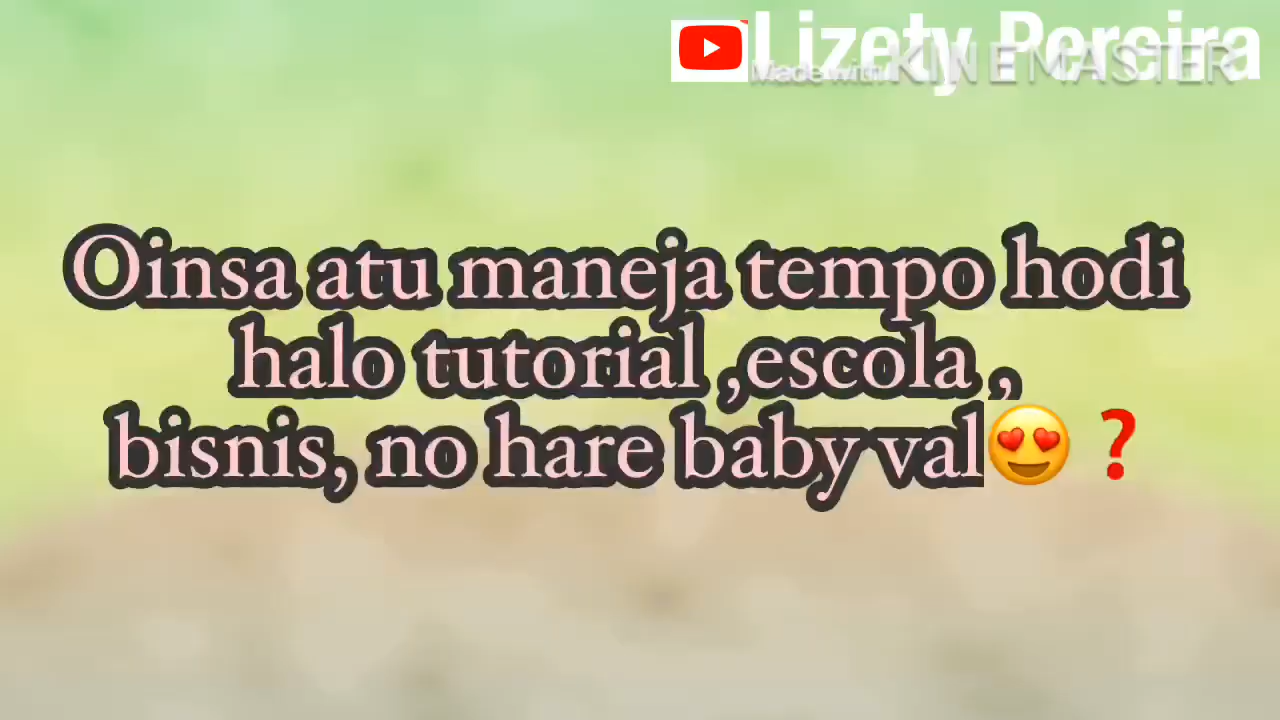 Lizety Pereira
Made with KINEMASTER
Oinsa atu maneja tempo hodi
halo tutorial ,escola ,
bisnis, no hare baby val😍❓